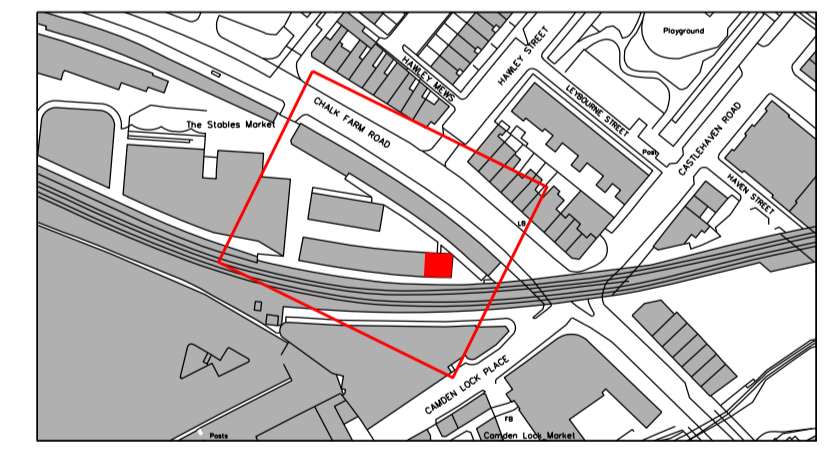 Playground
HAWLEY STREET
HAWLEY MEWS
LEYBOURNE STREET
CHALK FARM ROAD
The Stables Market
CASTLEHAVEN ROAD
Posts
HAVEN STREET
LB
CAMDEN LOCK PLACE
FB
Posts
Camden Lock Market